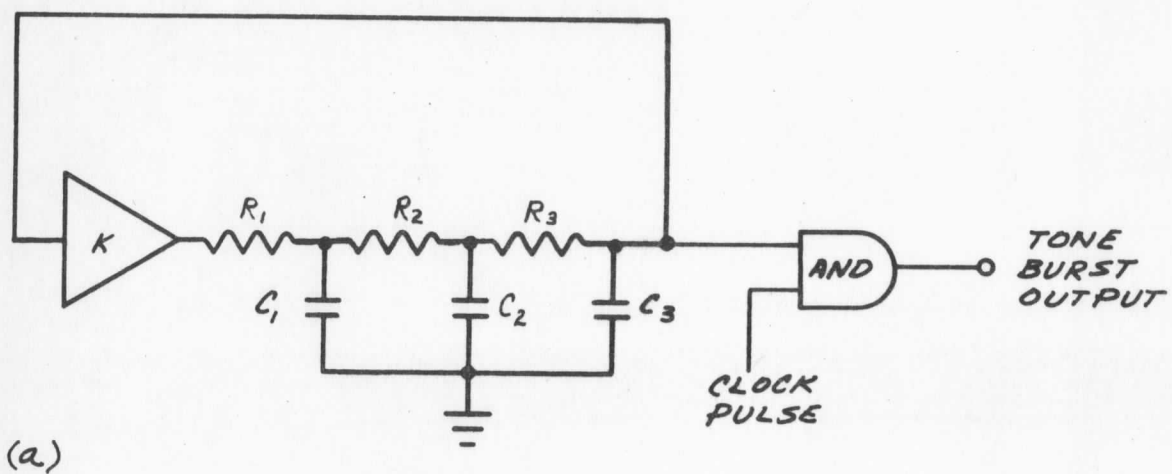 R1
R2
R3
K
C1
C2
C3
AND
TONE
BURST
OUTPUT
CLOCK
PULSE
(a)